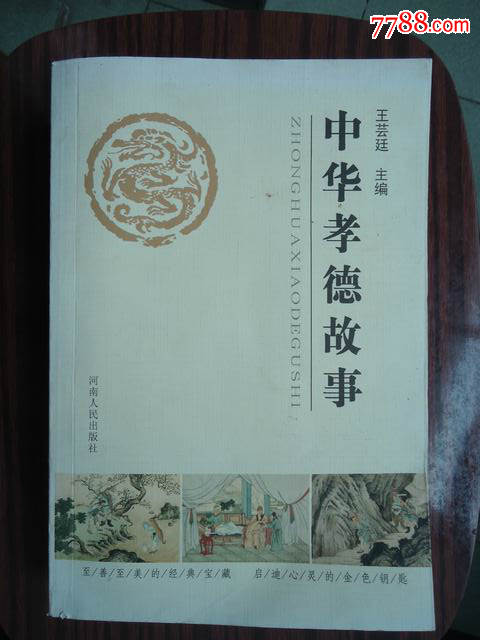 7788.com
王芸廷 主编
中华孝德故事
ZHONGHUAXIAODEGUSHI
河南人民出版社
至/善/至/美/的/经/典/宝/藏 启/迪/心/灵/的/金/色/钥/匙